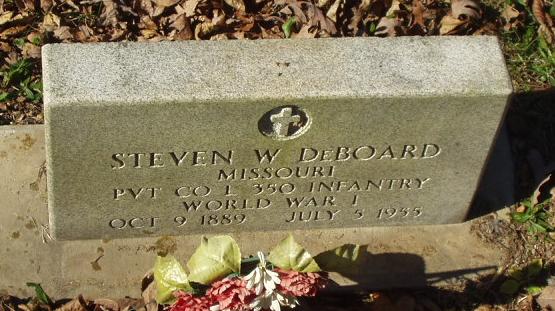 STEVEN W DEBOARD
MISSOURI
PVT CO L 350 INFANTRY
WORLD WAR I
OCT 9 1889 JULY 5 1955